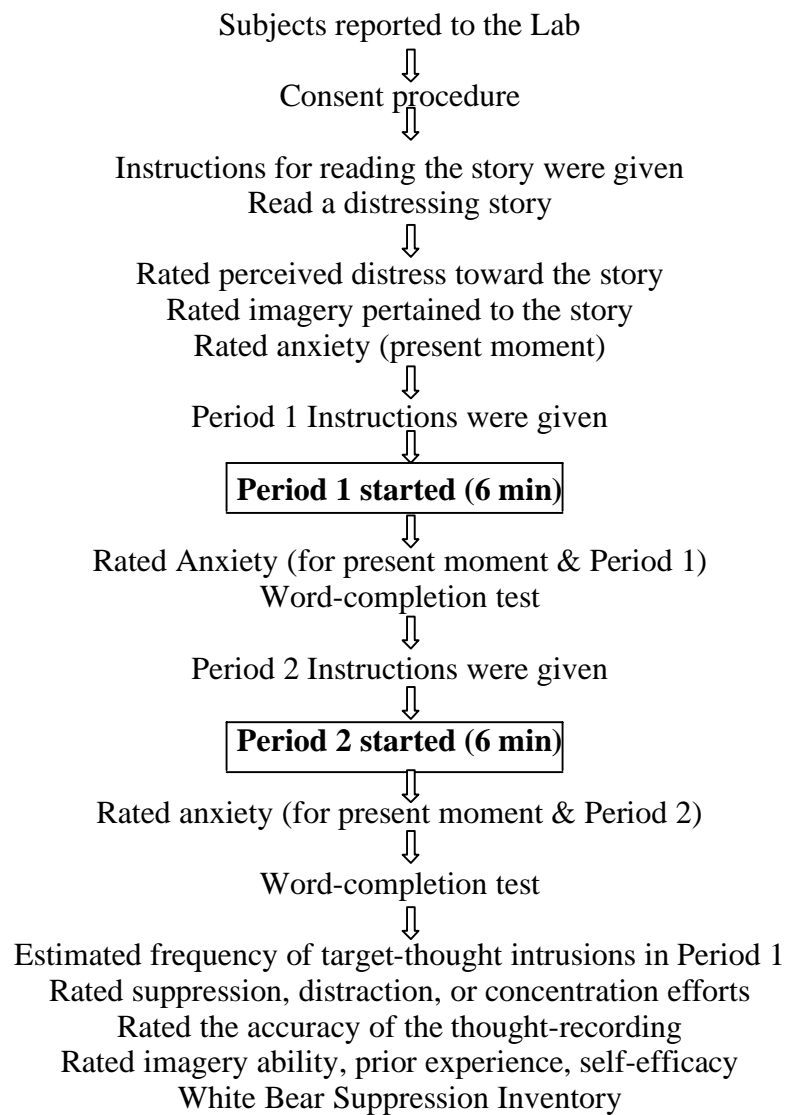 Subjects reported to the Lab
Consent procedure
Instructions for reading the story were given
Read a distressing story
Rated perceived distress toward the story
Rated imagery pertained to the story
Rated anxiety (present moment)
Period 1 Instructions were given
Period 1 started (6 min)
Rated Anxiety (for present moment & Period 1)
Word-completion test
Period 2 Instructions were given
Period 2 started (6 min)
Rated anxiety (for present moment & Period 2)
Word-completion test
Estimated frequency of target-thought intrusions in Period 1
Rated suppression, distraction, or concentration efforts
Rated the accuracy of the thought-recording
Rated imagery ability, prior experience, self-efficacy
White Bear Suppression Inventory